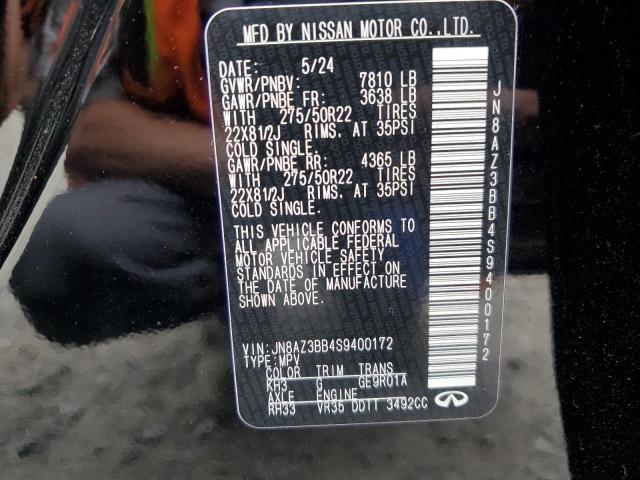 MFD BY NISSAN MOTOR CO.,LTD.
DATE: 5/24
GVWR/PNBV: 7810 LB
GAWR/PNBE FR: 3638 LB
WITH 275/50R22 TIRES
22X81/2J RIMS. AT 35PSI
COLD SINGLE.
GAWR/PNBE RR: 4365 LB
WITH 275/50R22 TIRES
22X81/2J RIMS. AT 35PSI
COLD SINGLE.
THIS VEHICLE CONFORMS TO
ALL APPLICABLE FEDERAL
MOTOR VEHICLE SAFETY
STANDARDS IN EFFECT ON
THE DATE OF MANUFACTURE
SHOWN ABOVE.
VIN:JN8AZ3BB4S9400172
TYPE:MPV
COLOR TRIM TRANS
KH3 G GE9R01A
AXLE ENGINE
RH33 VR35 DDTT 3492CC
JN8AZ3BB4S9400172